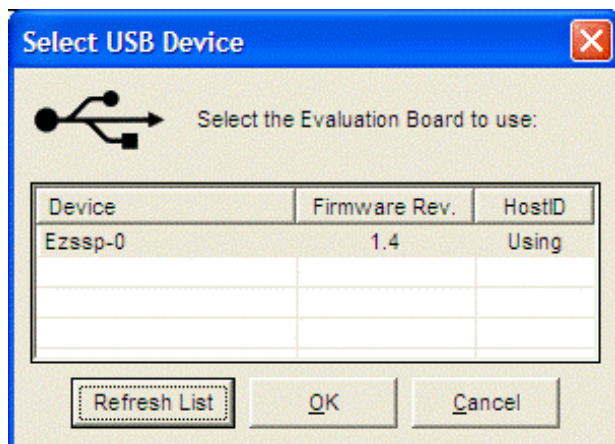 Select USB Device
Select the Evaluation Board to use:
Device Firmware Rev. HostID
Ezssp-0 1.4 Using
Refresh List OK Cancel